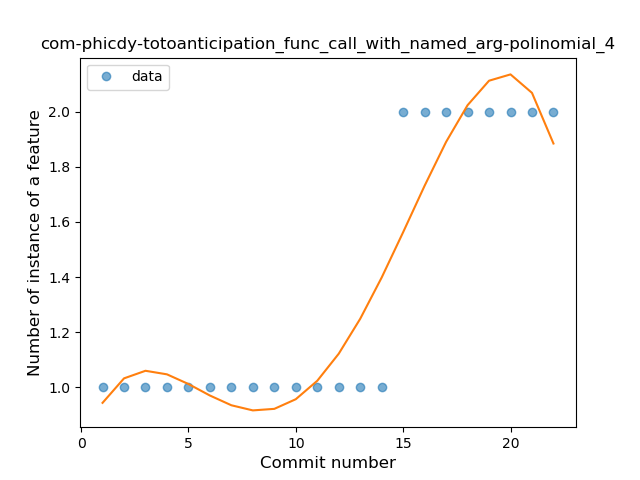 com-phicdy-totoanticipation_func_call_with_named_arg-polinomial_4
data
Number of instance of a feature
2.0
1.8
1.6
1.4
1.2
1.0
0
5
10
15
20
Commit number